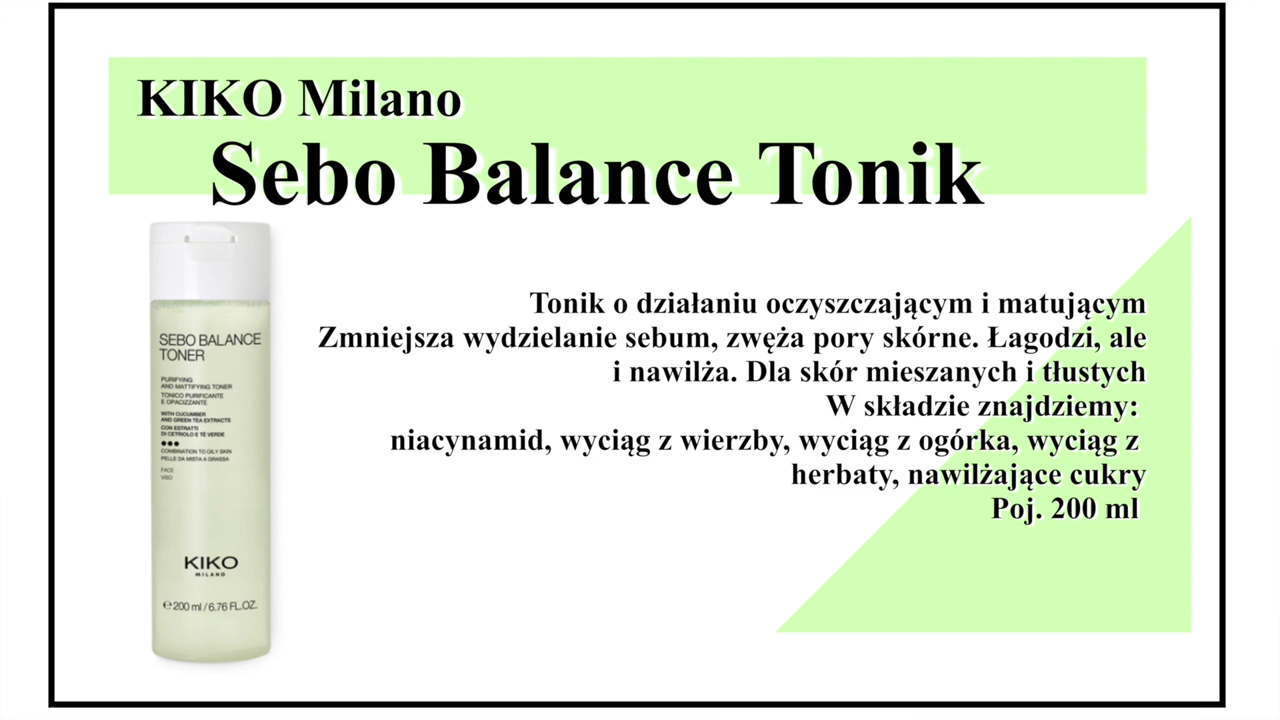 KIKO Milano
Sebo Balance Tonik
Tonik o działaniu oczyszczającym i matującym
Zmniejsza wydzielanie sebum, zwęża pory skórne. Łagodzi, ale
i nawilża. Dla skór mieszanych i tłustych
W składzie znajdziemy:
niacynamid, wyciąg z wierzby, wyciąg z ogórka, wyciąg z
herbaty, nawilżające cukry
Poj. 200 ml
SEBO BALANCE
TONER
PURIFYING
AND MATTIFYING TONER
TONICO PURIFICANTE
E OPACIZZANTE
WITH CUCUMBER
AND GREEN TEA EXTRACTS
CON ESTRATTI
DI CETRIOLO E TÈ VERDE
COMBINATION TO OILY SKIN
PELLE DA MISTA A GRASSA
FACE
VISO
KIKO
MILANO
℮ 200 ml / 6.76 FL.OZ.